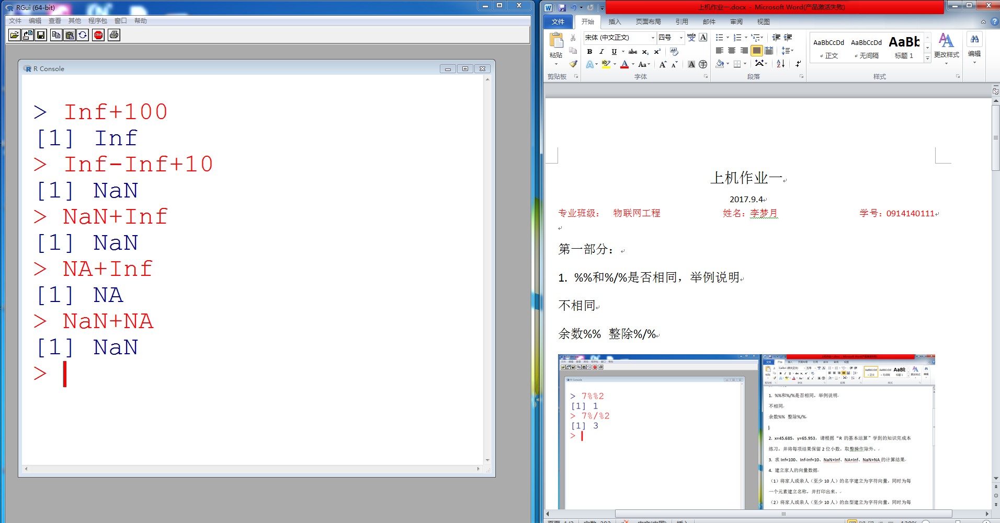 RGui (64-bit)
文件 编辑 查看 其他 程序包 窗口 帮助
STOP
R Console
> Inf+100
[1] Inf
> Inf-Inf+10
[1] NaN
> NaN+Inf
[1] NaN
> NA+Inf
[1] NA
> NaN+NA
[1] NaN
>
上机作业一.docx - Microsoft Word(产品激活失败)
文件 开始 插入 页面布局 引用 邮件 审阅 视图
宋体 (中文正文) 四号
粘贴
AaBbCcDd AaBbCcDd AaBb
正文 无间隔 标题 1
更改样式 编辑
剪贴板 字体 段落 样式
上机作业一
2017.9.4
专业班级: 物联网工程 姓名:李梦月 学号:0914140111
第一部分:
1. %%和%/%是否相同，举例说明
不相同
余数%% 整除%/%
R Console
> 7%%2
[1] 1
> 7%/%2
[1] 3
>
1. %%和%/%是否相同，举例说明
不相同
余数%% 整除%/%
2. x=45.685，y=65.953，请根据“R 的基本运算”学到的知识完成本
练习，并将每项结果保留 2 位小数，取整操作除外。
3. 求 Inf+100、Inf-Inf+10、NaN+Inf、NA+Inf、NaN+NA 的计算结果
4. 建立家人的向量数据
（1）将家人或亲人（至少 10 人）的名字建立为字符向量，同时为每
一个元素建立名称，并打印出来。
（2）将家人或亲人（至少 10 人）的血型建立为字符向量，同时为每